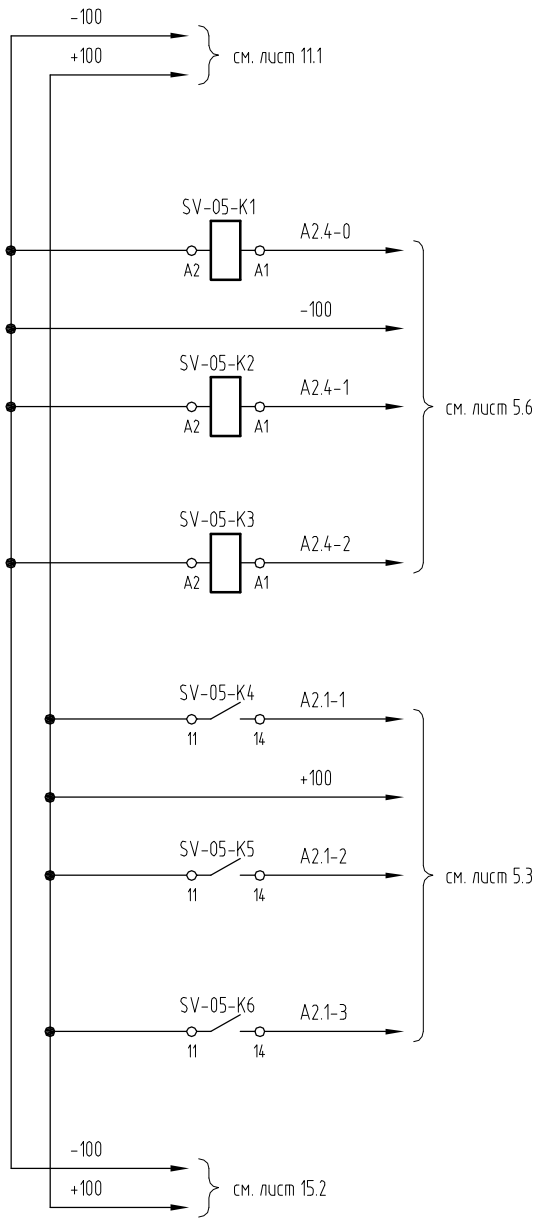 -100
+100
см. лист 11.1
SV-05-K1
A2.4-0
A2
A1
-100
SV-05-K2
A2.4-1
A2
A1
см. лист 5.6
SV-05-K3
A2.4-2
A2
A1
SV-05-K4
A2.1-1
11
14
+100
SV-05-K5
A2.1-2
11
14
см. лист 5.3
SV-05-K6
A2.1-3
11
14
-100
+100
см. лист 15.2